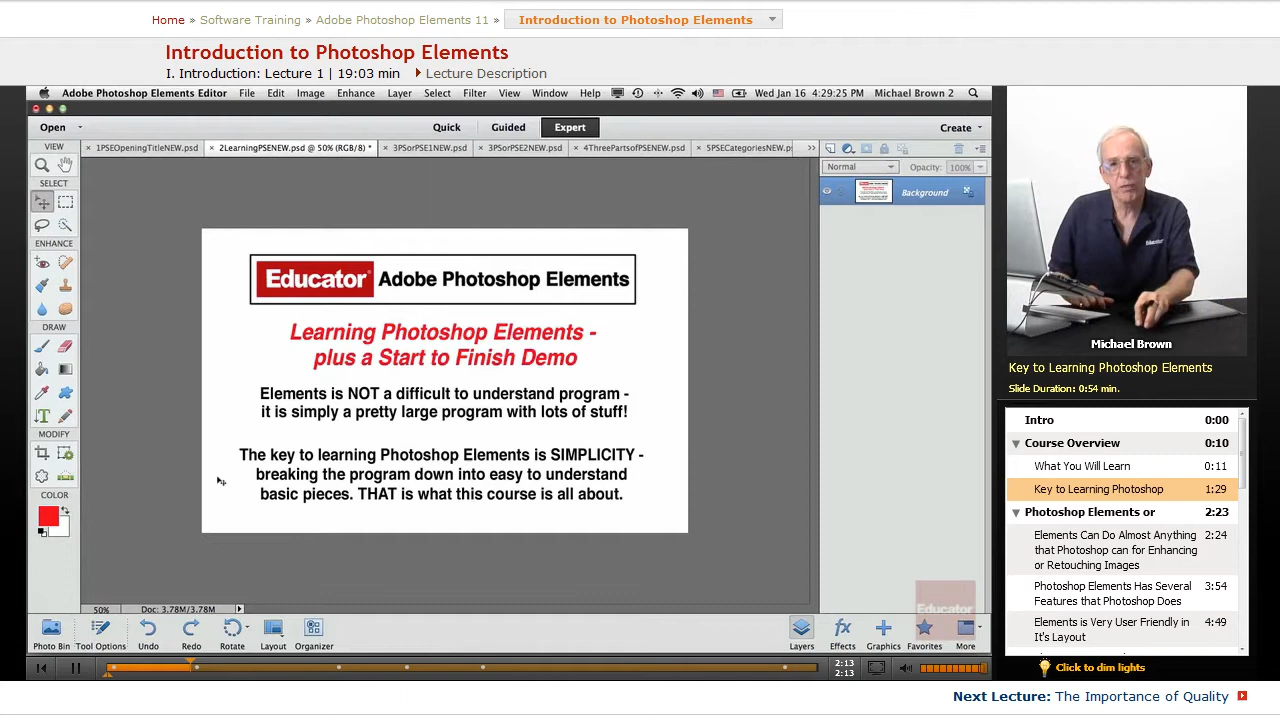 Home » Software Training » Adobe Photoshop Elements 11 » Introduction to Photoshop Elements
Introduction to Photoshop Elements
I. Introduction: Lecture 1 | 19:03 min Lecture Description
Adobe Photoshop Elements Editor File Edit Image Enhance Layer Select Filter View Window Help Wed Jan 16 4:29:25 PM Michael Brown 2
Open Quick Guided Expert Create
VIEW
× 1PSEOpeningTitleNEW.psd × 2LearningPSENEW.psd @ 50% (RGB/8) * × 3PSorPSE1NEW.psd × 3PSorPSE2NEW.psd × 4ThreePartsofPSENEW.psd × 5PSECategoriesNEW.ps
Normal Opacity: 100%
SELECT
Background
ENHANCE
DRAW
MODIFY
COLOR
Educator Adobe Photoshop Elements
Learning Photoshop Elements -
plus a Start to Finish Demo
Elements is NOT a difficult to understand program -
it is simply a pretty large program with lots of stuff!
The key to learning Photoshop Elements is SIMPLICITY -
breaking the program down into easy to understand
basic pieces. THAT is what this course is all about.
50% Doc: 3.78M/3.78M
Educator
Photo Bin Tool Options Undo Redo Rotate Layout Organizer Layers Effects Graphics Favorites More
2:13
2:13
Educator
Michael Brown
Key to Learning Photoshop Elements
Slide Duration: 0:54 min.
Intro 0:00
Course Overview 0:10
What You Will Learn 0:11
Key to Learning Photoshop 1:29
Photoshop Elements or 2:23
Elements Can Do Almost Anything 2:24
that Photoshop can for Enhancing
or Retouching Images
Photoshop Elements Has Several 3:54
Features that Photoshop Does
Elements is Very User Friendly in 4:49
It's Layout
Click to dim lights
Next Lecture: The Importance of Quality